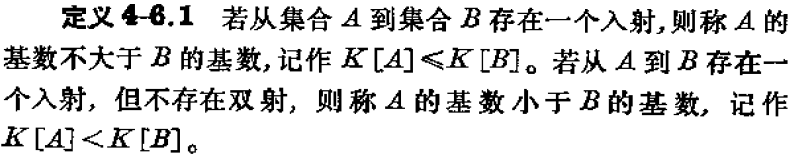 定义4-6.1 若从集合 A 到集合 B 存在一个入射,则称 A 的
基数不大于 B 的基数,记作 K[A]≤K[B]。若从 A 到 B 存在一
个入射, 但不存在双射, 则称 A 的基数小于 B 的基数, 记作
K[A]<K[B]。